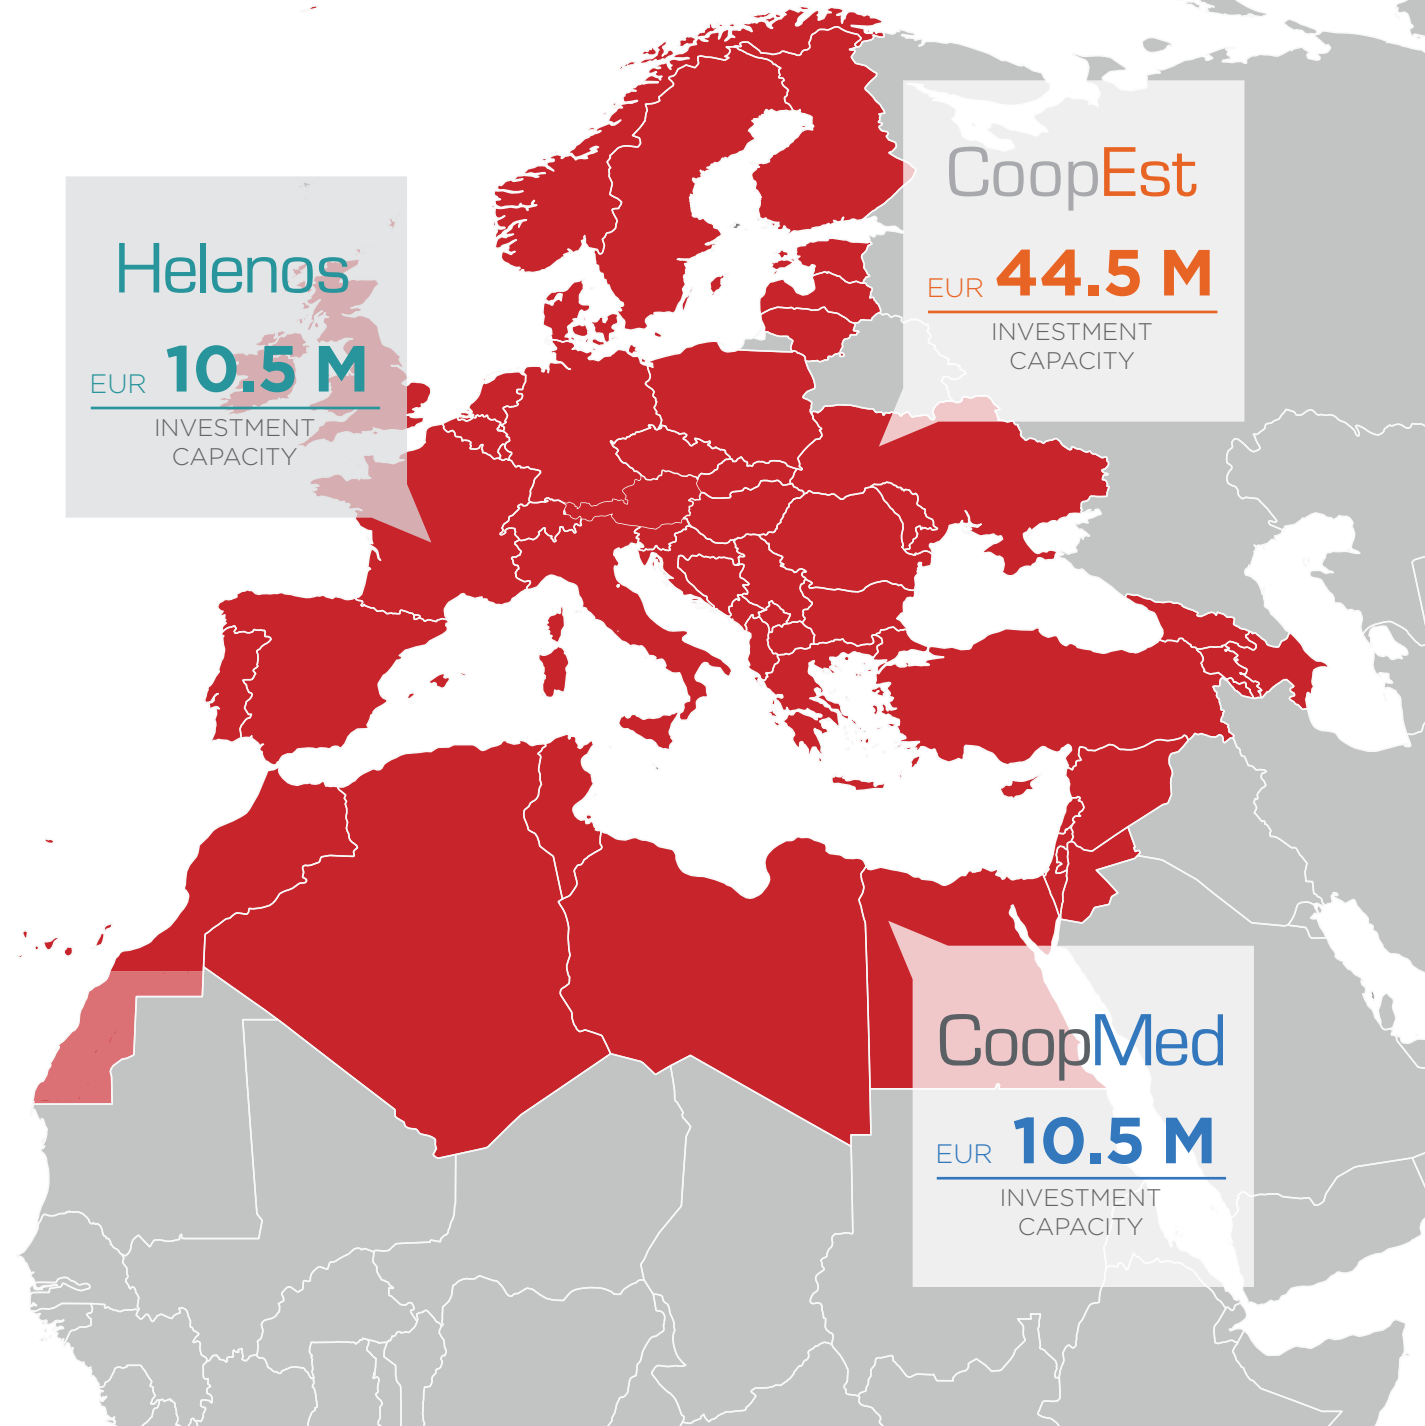 Helenos
EUR 10.5 M
INVESTMENT
CAPACITY
CoopEst
EUR 44.5 M
INVESTMENT
CAPACITY
CoopMed
EUR 10.5 M
INVESTMENT
CAPACITY